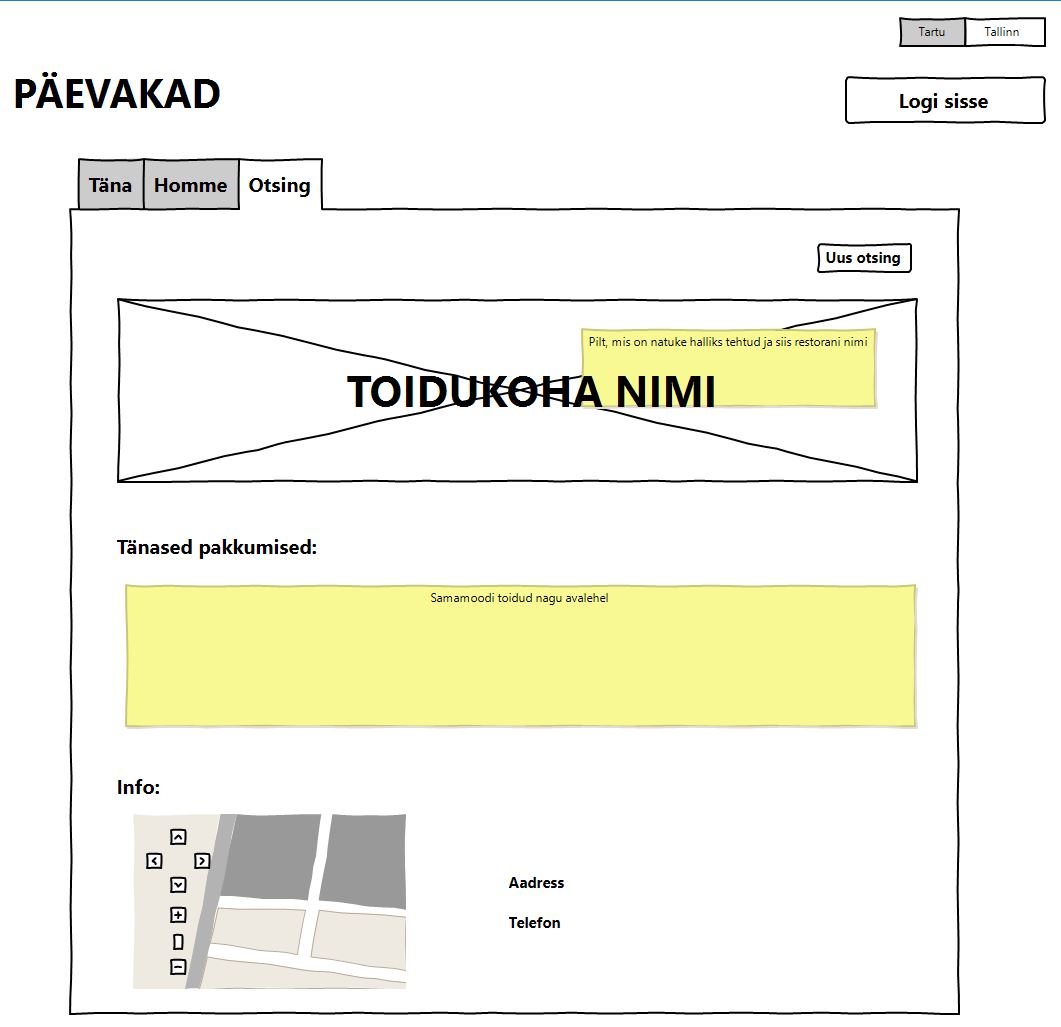 Tartu Tallinn
PÄEVAKAD
Logi sisse
Täna Homme Otsing
Uus otsing
Pilt, mis on natuke halliks tehtud ja siis restorani nimi
TOIDUKOHA NIMI
Tänased pakkumised:
Samamoodi toidud nagu avalehel
Info:
Aadress
Telefon